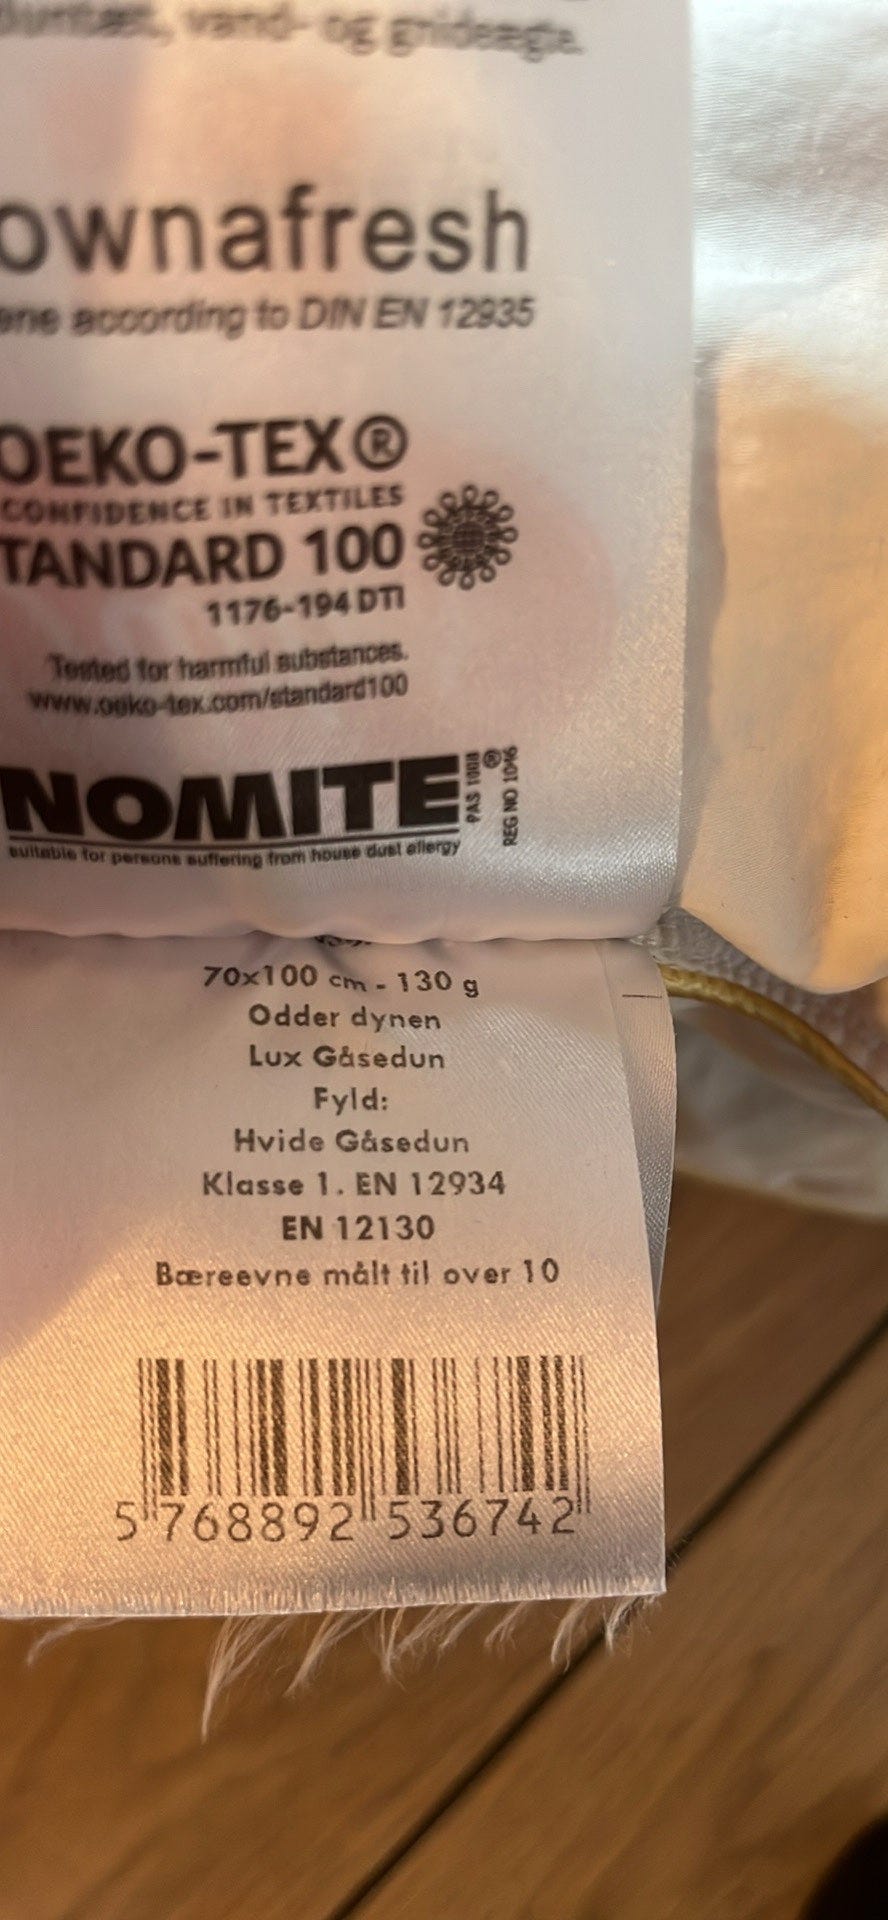 vand- og gnideægte.
ownafresh
ene according to DIN EN 12935
OEKO-TEX®
CONFIDENCE IN TEXTILES
TANDARD 100
1176-194 DTI
Tested for harmful substances.
www.oeko-tex.com/standard100
NOMITE®
PAS 1008
REG NO 1046
suitable for persons suffering from house dust allergy
70x100 cm - 130 g
Odder dynen
Lux Gåsedun
Fyld:
Hvide Gåsedun
Klasse 1. EN 12934
EN 12130
Bæreevne målt til over 10
5 768892 536742